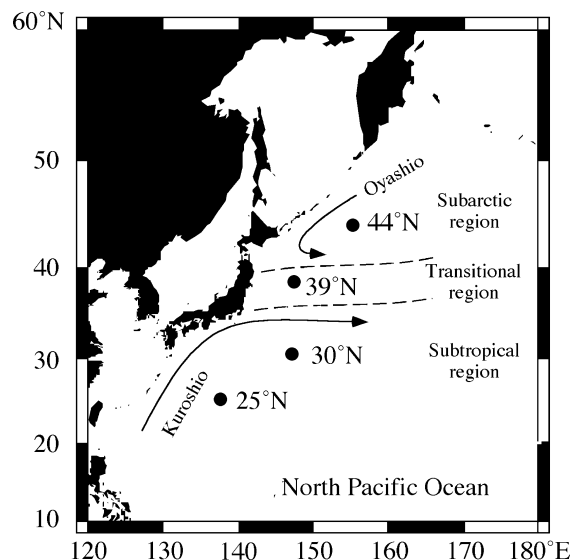 60°N
50
40
30
20
10
120
130
140
150
160
170
180°E
Oyashio
44°N
Subarctic
region
39°N
Transitional
region
30°N
Subtropical
region
Kuroshio
25°N
North Pacific Ocean